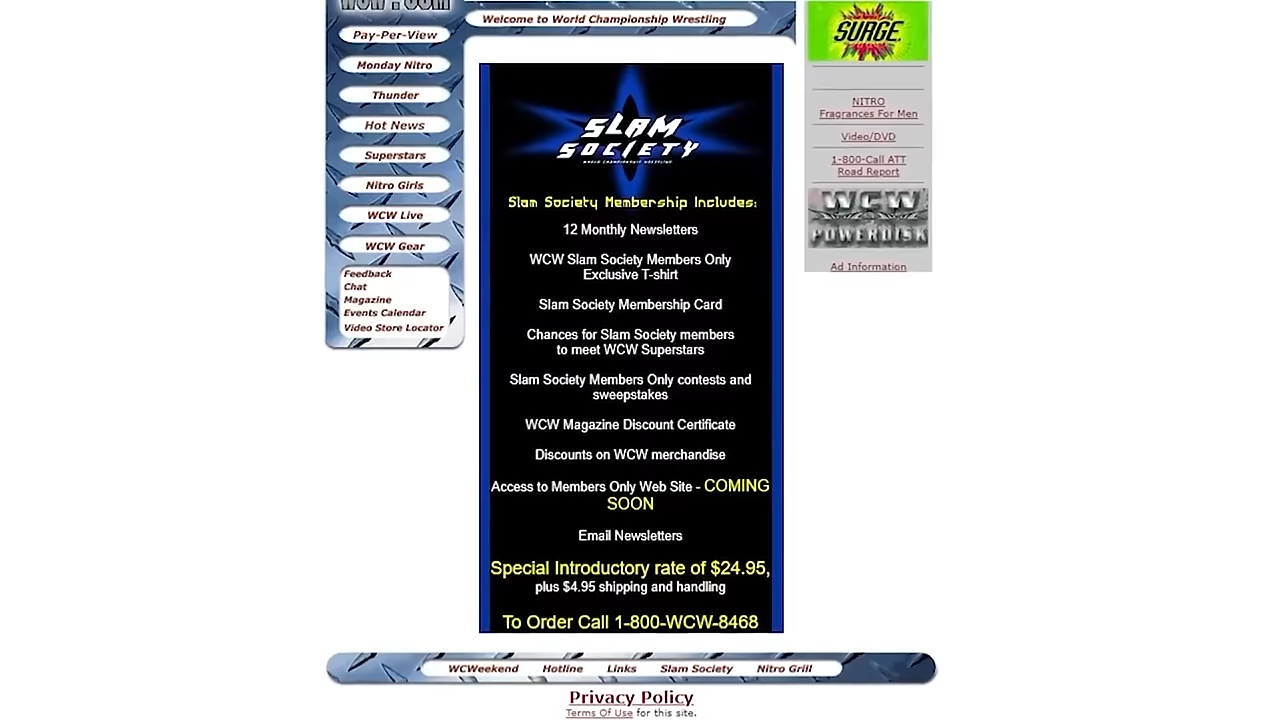 WCW.COM
Pay-Per-View
Monday Nitro
Thunder
Hot News
Superstars
Nitro Girls
WCW Live
WCW Gear
Feedback
Chat
Magazine
Events Calendar
Video Store Locator
Welcome to World Championship Wrestling
SLAM
SOCIETY
WORLD CHAMPIONSHIP WRESTLING
Slam Society Membership Includes:
12 Monthly Newsletters
WCW Slam Society Members Only
Exclusive T-shirt
Slam Society Membership Card
Chances for Slam Society members
to meet WCW Superstars
Slam Society Members Only contests and
sweepstakes
WCW Magazine Discount Certificate
Discounts on WCW merchandise
Access to Members Only Web Site - COMING
SOON
Email Newsletters
Special Introductory rate of $24.95,
plus $4.95 shipping and handling
To Order Call 1-800-WCW-8468
SURGE
NITRO
Fragrances For Men
Video/DVD
1-800-Call ATT
Road Report
WCW
POWERDISK
Ad Information
WCWeekend Hotline Links Slam Society Nitro Grill
Privacy Policy
Terms Of Use for this site.